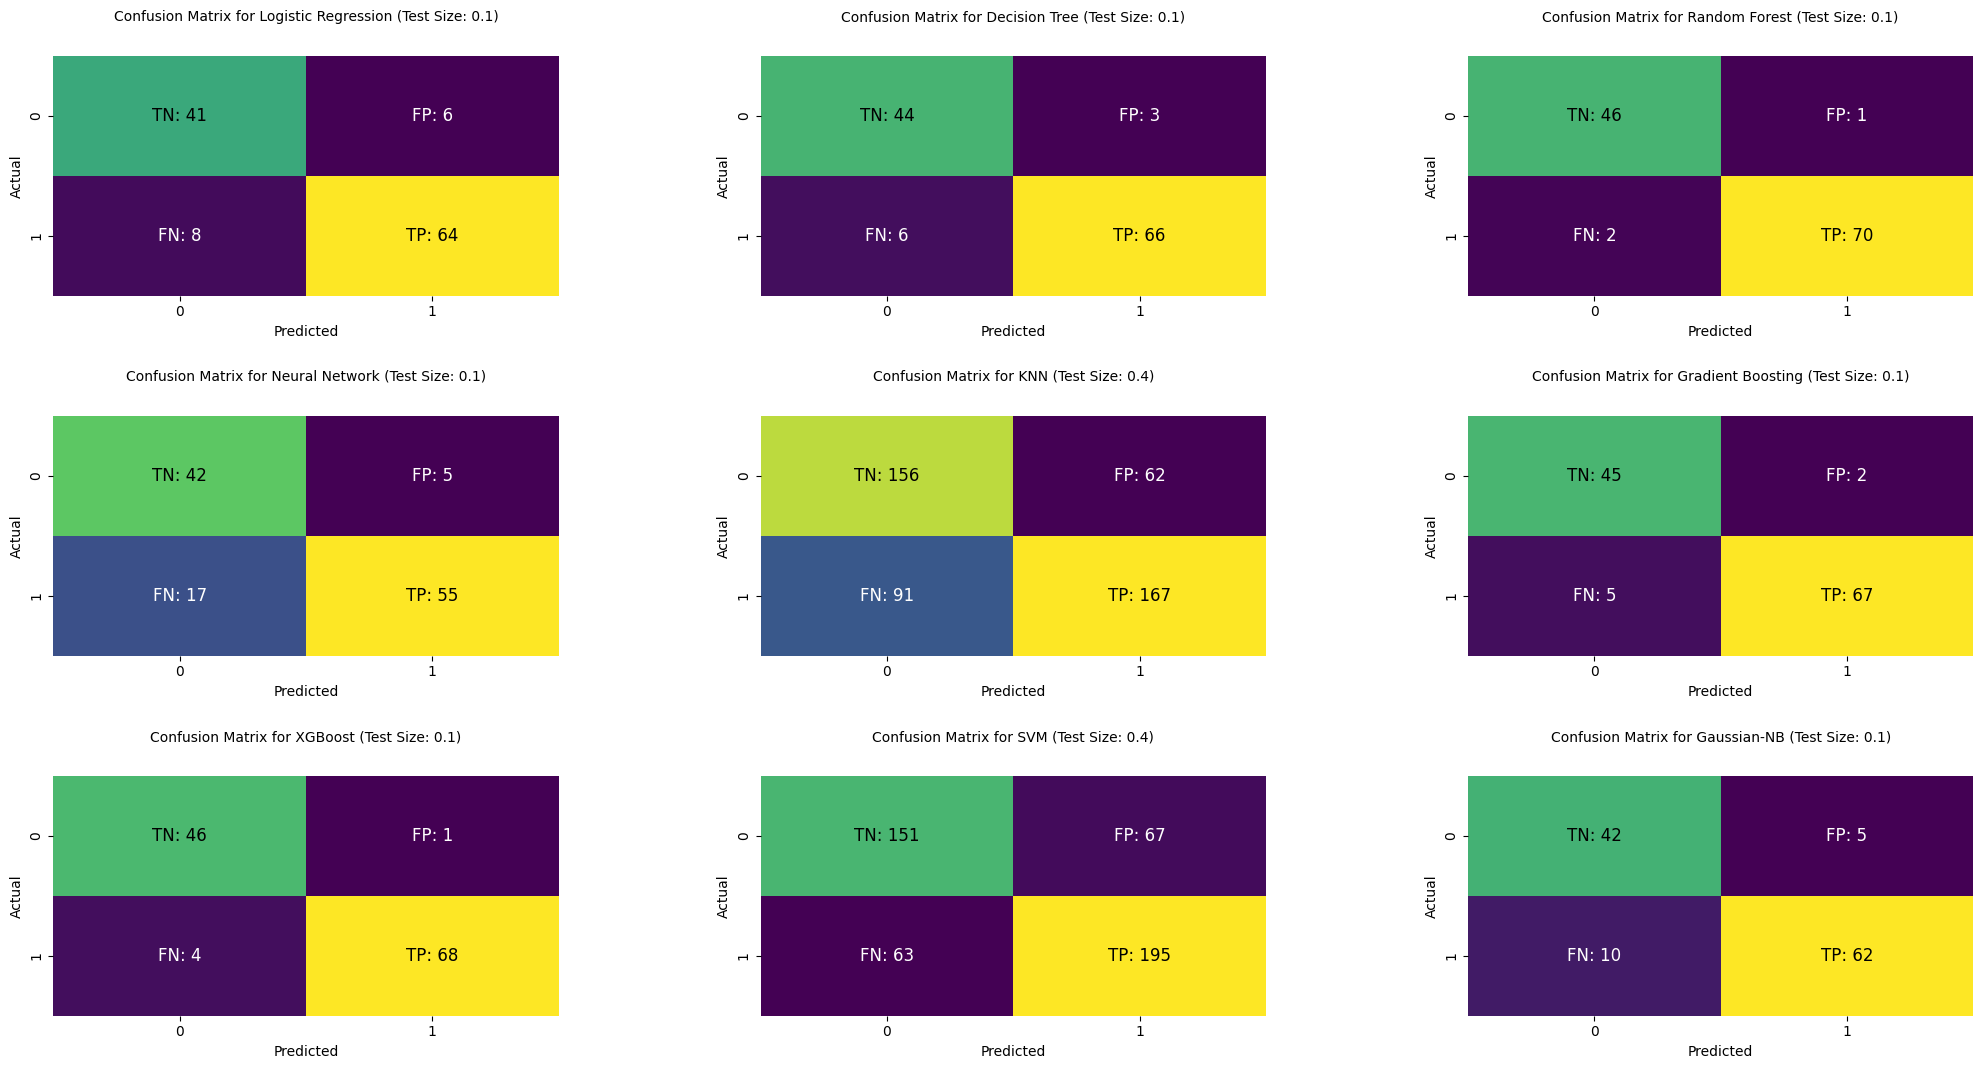 Confusion Matrix for Logistic Regression (Test Size: 0.1)
0
TN: 41
FP: 6
Actual
1
FN: 8
TP: 64
0
1
Predicted
Confusion Matrix for Decision Tree (Test Size: 0.1)
0
TN: 44
FP: 3
Actual
1
FN: 6
TP: 66
0
1
Predicted
Confusion Matrix for Random Forest (Test Size: 0.1)
0
TN: 46
FP: 1
Actual
1
FN: 2
TP: 70
0
1
Predicted
Confusion Matrix for Neural Network (Test Size: 0.1)
0
TN: 42
FP: 5
Actual
1
FN: 17
TP: 55
0
1
Predicted
Confusion Matrix for KNN (Test Size: 0.4)
0
TN: 156
FP: 62
Actual
1
FN: 91
TP: 167
0
1
Predicted
Confusion Matrix for Gradient Boosting (Test Size: 0.1)
0
TN: 45
FP: 2
Actual
1
FN: 5
TP: 67
0
1
Predicted
Confusion Matrix for XGBoost (Test Size: 0.1)
0
TN: 46
FP: 1
Actual
1
FN: 4
TP: 68
0
1
Predicted
Confusion Matrix for SVM (Test Size: 0.4)
0
TN: 151
FP: 67
Actual
1
FN: 63
TP: 195
0
1
Predicted
Confusion Matrix for Gaussian-NB (Test Size: 0.1)
0
TN: 42
FP: 5
Actual
1
FN: 10
TP: 62
0
1
Predicted